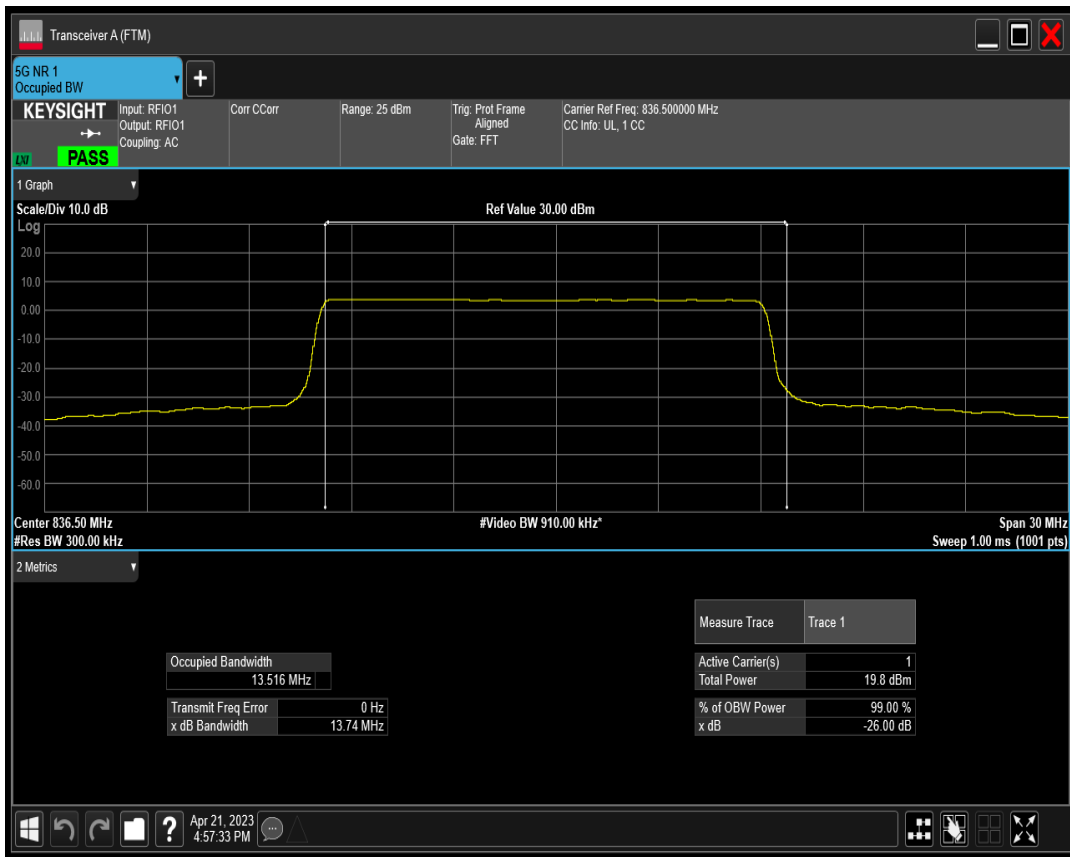 Transceiver A (FTM)
5G NR 1
Occupied BW
+
KEYSIGHT
LXI
PASS
Input: RFIO1
Output: RFIO1
Coupling: AC
Corr CCorr
Range: 25 dBm
Trig: Prot Frame
Aligned
Gate: FFT
Carrier Ref Freq: 836.500000 MHz
CC Info: UL, 1 CC
1 Graph
Scale/Div 10.0 dB
Ref Value 30.00 dBm
Log
20.0
10.0
0.00
-10.0
-20.0
-30.0
-40.0
-50.0
-60.0
Center 836.50 MHz
#Video BW 910.00 kHz*
Span 30 MHz
#Res BW 300.00 kHz
Sweep 1.00 ms (1001 pts)
2 Metrics
Measure Trace Trace 1
Occupied Bandwidth
13.516 MHz
Active Carrier(s) 1
Total Power 19.8 dBm
Transmit Freq Error 0 Hz
x dB Bandwidth 13.74 MHz
% of OBW Power 99.00 %
x dB -26.00 dB
?
Apr 21, 2023
4:57:33 PM